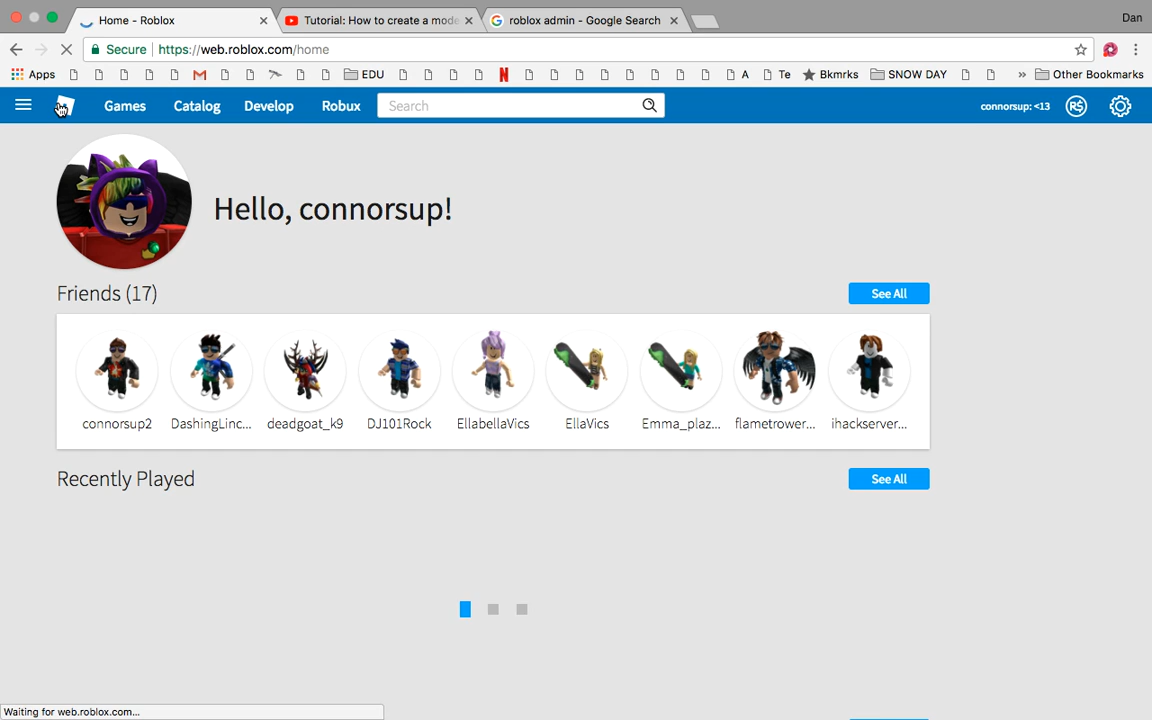 Home - Roblox
Tutorial: How to create a mode
roblox admin - Google Search
Dan
Secure
https://web.roblox.com/home
Apps
EDU
A
Te
Bkmrks
SNOW DAY
»
Other Bookmarks
Games
Catalog
Develop
Robux
Search
connorsup: <13
R$
Hello, connorsup!
Friends (17)
See All
connorsup2
DashingLinc...
deadgoat_k9
DJ101Rock
EllabellaVics
EllaVics
Emma_plaz...
flametrower...
ihackserver...
Recently Played
See All
Waiting for web.roblox.com...